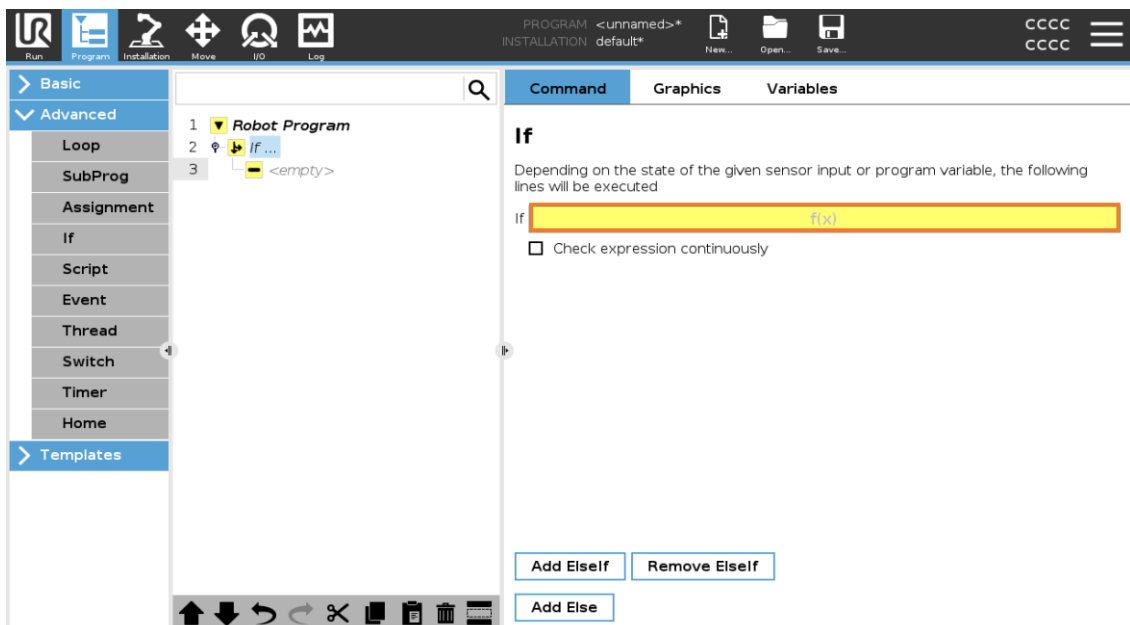 PROGRAM <unnamed>*
INSTALLATION default*
New...
Open...
Save...
CCCC
CCCC
UR
Run
Program
Installation
Move
I/O
Log
Basic
Advanced
Loop
SubProg
Assignment
If
Script
Event
Thread
Switch
Timer
Home
Templates
1 Robot Program
2 If ...
3 <empty>
Command Graphics Variables
If
Depending on the state of the given sensor input or program variable, the following
lines will be executed
If f(x)
Check expression continuously
Add ElseIf Remove ElseIf
Add Else